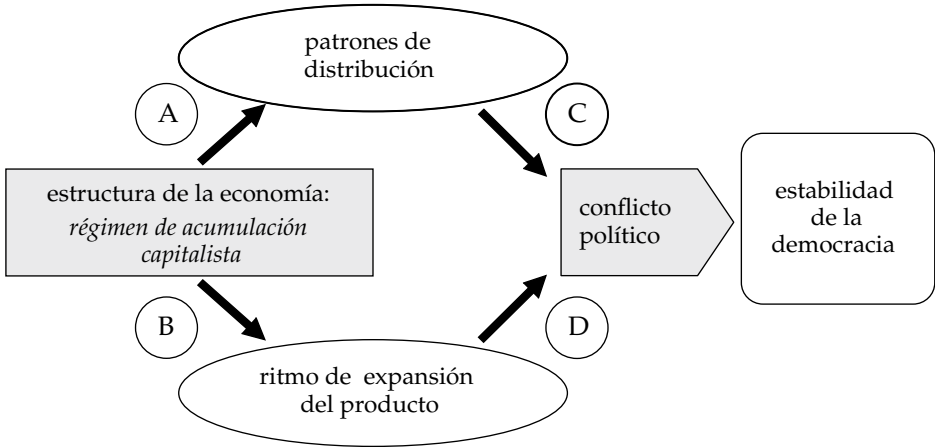 patrones de
distribución
A
C
estructura de la economía:
régimen de acumulación
capitalista
conflicto
político
estabilidad
de la
democracia
B
D
ritmo de expansión
del producto